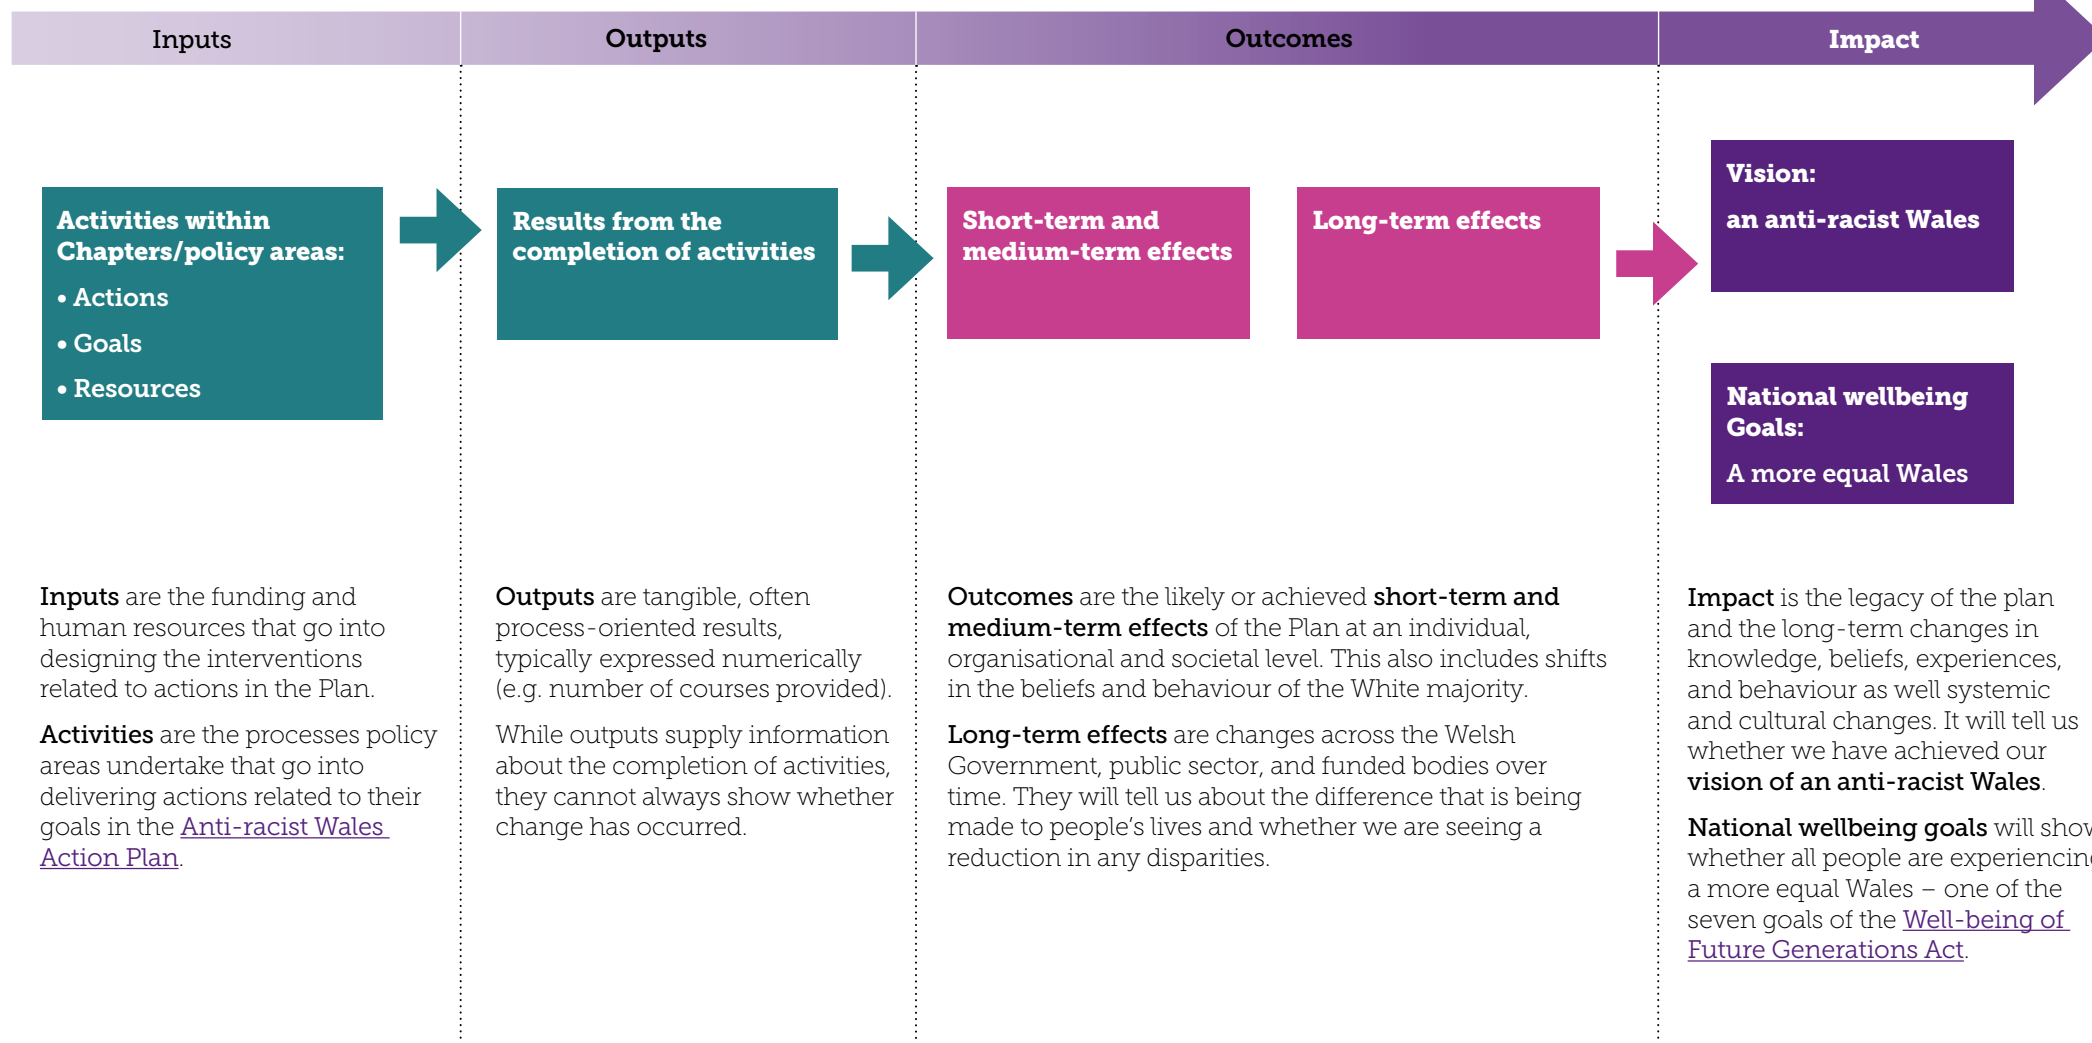 Inputs
Outputs
Outcomes
Impact
Activities within
Chapters/policy areas:
• Actions
• Goals
• Resources
Results from the
completion of activities
Short-term and
medium-term effects
Long-term effects
Vision:
an anti-racist Wales
National wellbeing
Goals:
A more equal Wales
Inputs are the funding and
human resources that go into
designing the interventions
related to actions in the Plan.
Activities are the processes policy
areas undertake that go into
delivering actions related to their
goals in the Anti-racist Wales
Action Plan.
Outputs are tangible, often
process-oriented results,
typically expressed numerically
(e.g. number of courses provided).
While outputs supply information
about the completion of activities,
they cannot always show whether
change has occurred.
Outcomes are the likely or achieved short-term and
medium-term effects of the Plan at an individual,
organisational and societal level. This also includes shifts
in the beliefs and behaviour of the White majority.
Long-term effects are changes across the Welsh
Government, public sector, and funded bodies over
time. They will tell us about the difference that is being
made to people's lives and whether we are seeing a
reduction in any disparities.
Impact is the legacy of the plan
and the long-term changes in
knowledge, beliefs, experiences,
and behaviour as well systemic
and cultural changes. It will tell us
whether we have achieved our
vision of an anti-racist Wales.
National wellbeing goals will show
whether all people are experiencing
a more equal Wales – one of the
seven goals of the Well-being of
Future Generations Act.